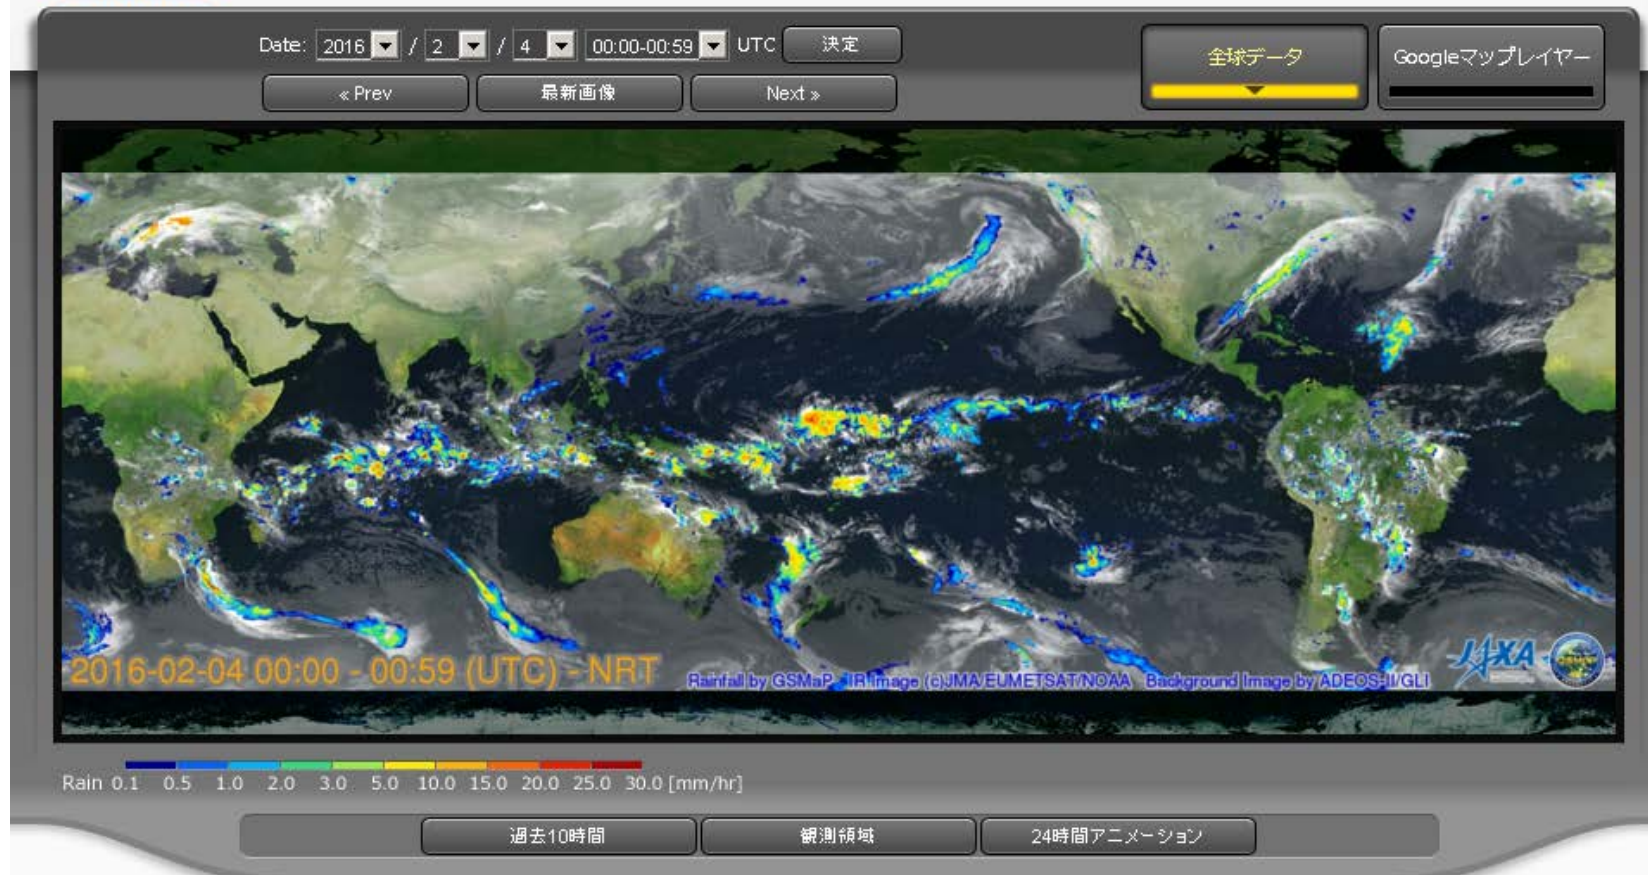 Date: 2016 / 2 / 4 00:00-00:59 UTC 決定
全球データ
Googleマップレイヤー
« Prev 最新画像 Next »
2016-02-04 00:00 - 00:59 (UTC) - NRT
Rainfall by GSMaP IR Image (c)JMA/EUMETSAT/NOAA Background Image by ADEOS-II/GLI
JAXA
GSMaP
Rain 0.1 0.5 1.0 2.0 3.0 5.0 10.0 15.0 20.0 25.0 30.0 [mm/hr]
過去10時間 観測領域 24時間アニメーション